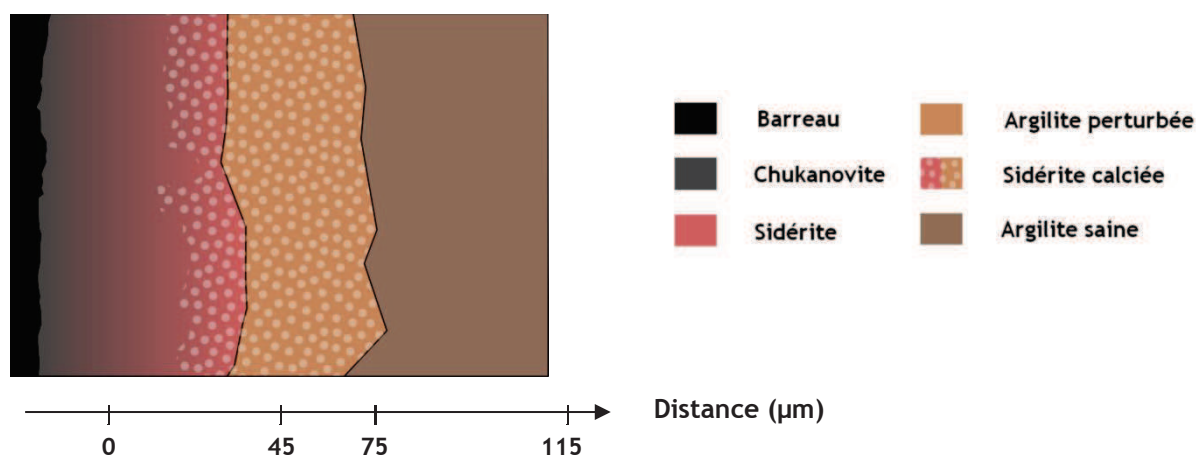 Barreau
Argilite perturbée
Chukanovite
Sidérite calciée
Sidérite
Argilite saine
Distance (µm)
0 45 75 115